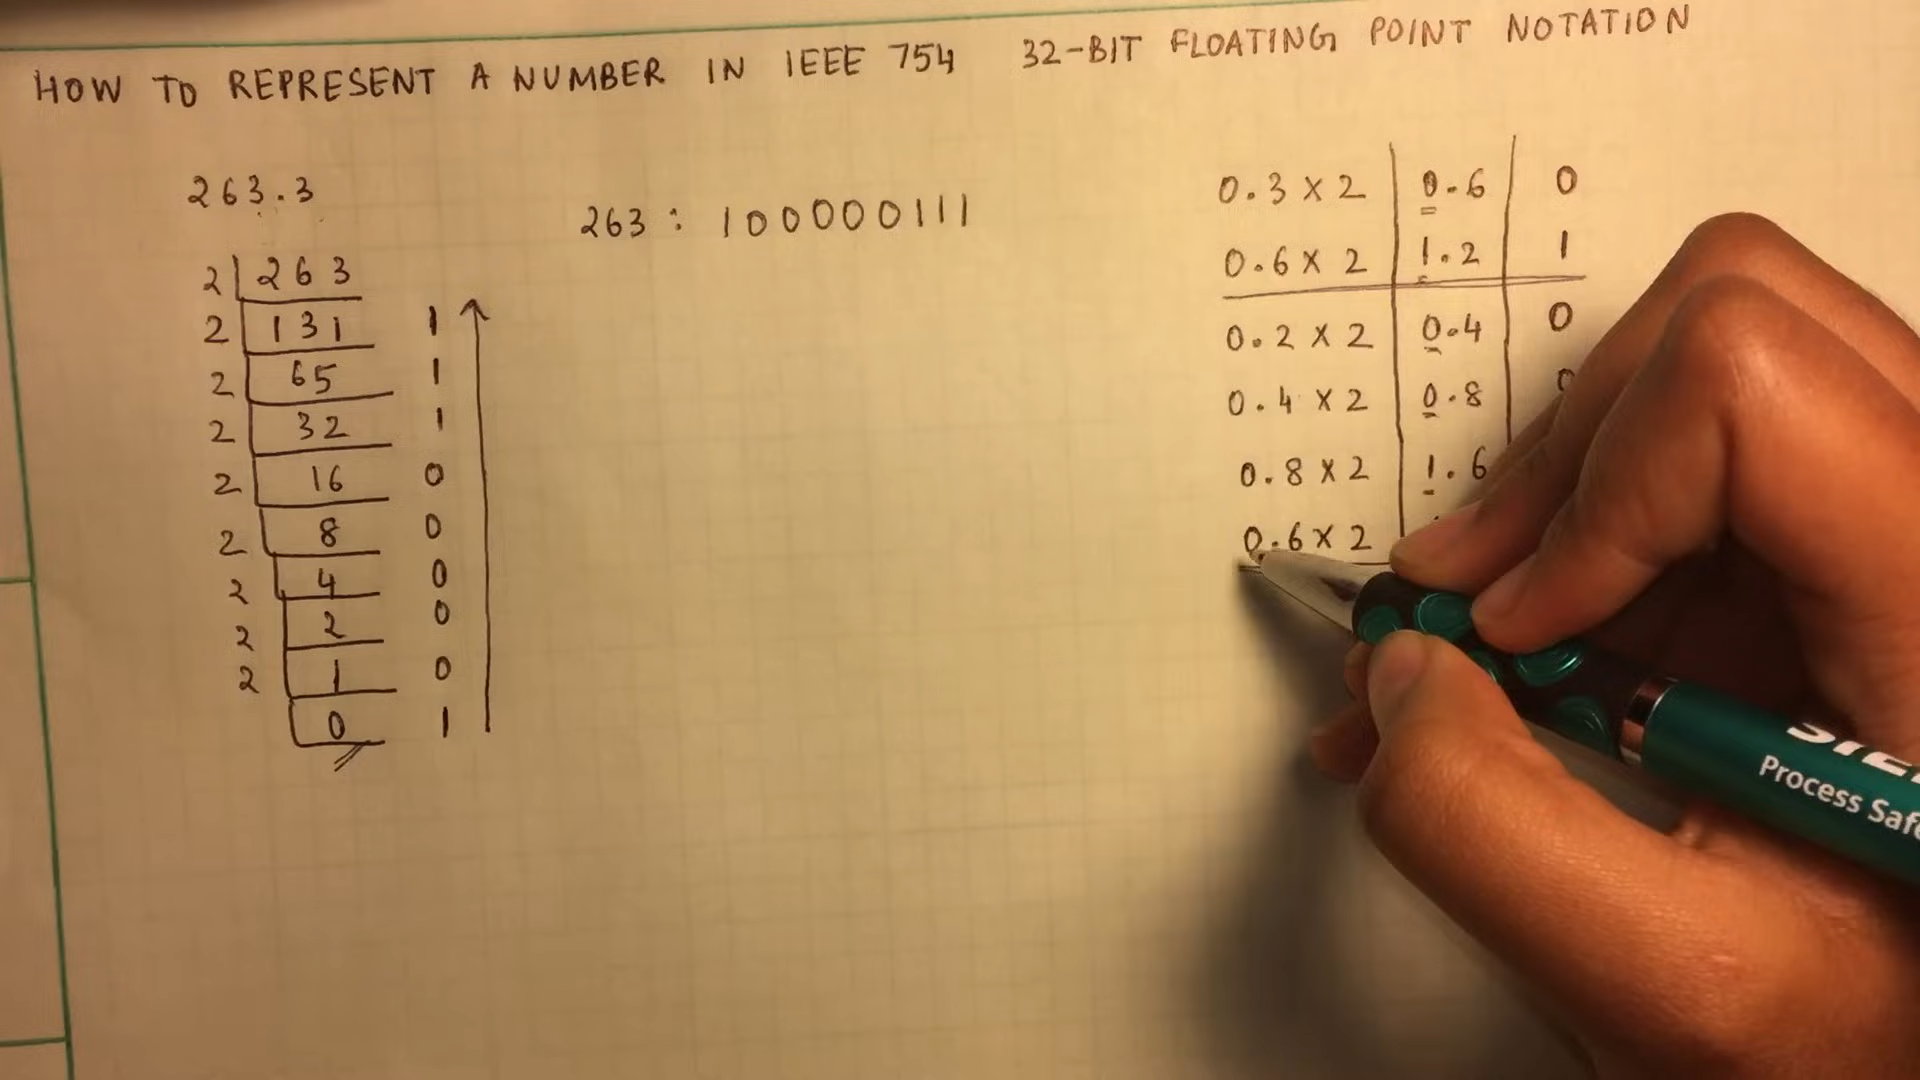 HOW TO REPRESENT A NUMBER IN IEEE 754 32-BIT FLOATING POINT NOTATION
263.3
263 : 100000111
2 263
2 131 1
2 65 1
2 32 1
2 16 0
2 8 0
2 4 0
2 2 0
2 1 0
0 1
0.3 × 2 0.6 0
0.6 × 2 1.2 1
0.2 × 2 0.4 0
0.4 × 2 0.8 0
0.8 × 2 1.6
0.6 × 2
Process Safe